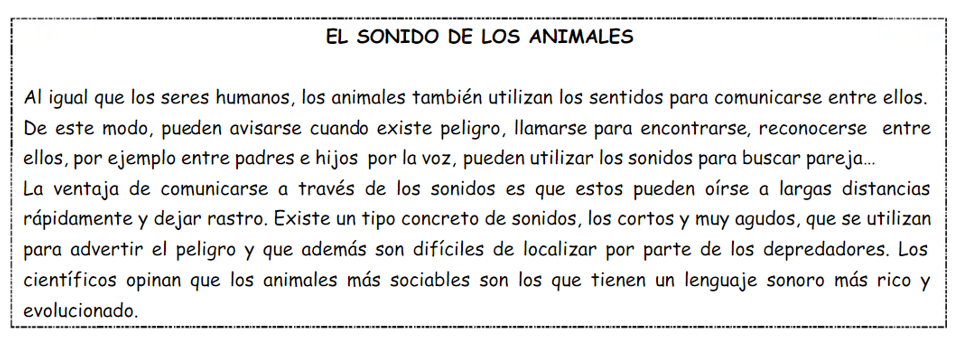 EL SONIDO DE LOS ANIMALES
Al igual que los seres humanos, los animales también utilizan los sentidos para comunicarse entre ellos.
De este modo, pueden avisarse cuando existe peligro, llamarse para encontrarse, reconocerse entre
ellos, por ejemplo entre padres e hijos por la voz, pueden utilizar los sonidos para buscar pareja...
La ventaja de comunicarse a través de los sonidos es que estos pueden oírse a largas distancias
rápidamente y dejar rastro. Existe un tipo concreto de sonidos, los cortos y muy agudos, que se utilizan
para advertir el peligro y que además son difíciles de localizar por parte de los depredadores. Los
científicos opinan que los animales más sociables son los que tienen un lenguaje sonoro más rico y
evolucionado.